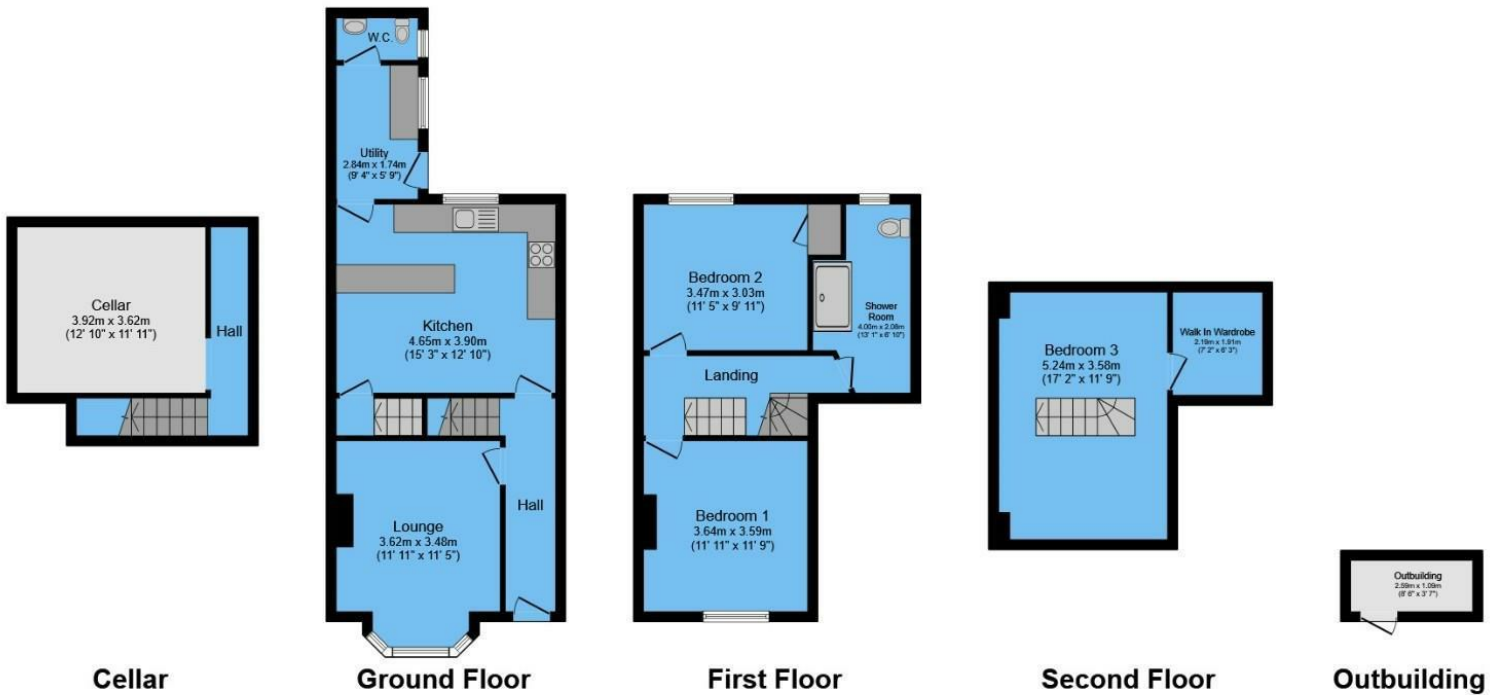 Cellar
3.92m x 3.62m
(12' 10" x 11' 11")
Hall
Cellar
W.C.
Utility
2.84m x 1.74m
(9' 4" x 5' 9")
Kitchen
4.65m x 3.90m
(15' 3" x 12' 10")
Lounge
3.62m x 3.48m
(11' 11" x 11' 5")
Hall
Ground Floor
Bedroom 2
3.47m x 3.03m
(11' 5" x 9' 11")
Shower
Room
4.00m x 2.08m
(13' 1" x 6' 10")
Landing
Bedroom 1
3.64m x 3.59m
(11' 11" x 11' 9")
First Floor
Bedroom 3
5.24m x 3.58m
(17' 2" x 11' 9")
Walk In Wardrobe
2.19m x 1.91m
(7' 2" x 6' 3")
Second Floor
Outbuilding
2.59m x 1.09m
(8' 6" x 3' 7")
Outbuilding